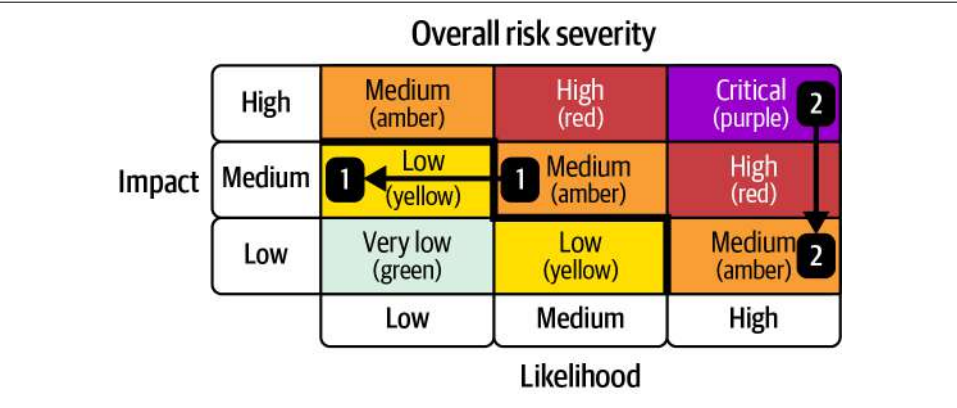 Overall risk severity
High
Medium
(amber)
High
(red)
Critical
(purple)
2
Impact
Medium
1
Low
(yellow)
1
Medium
(amber)
High
(red)
Low
Very low
(green)
Low
(yellow)
Medium
(amber)
2
Low
Medium
High
Likelihood